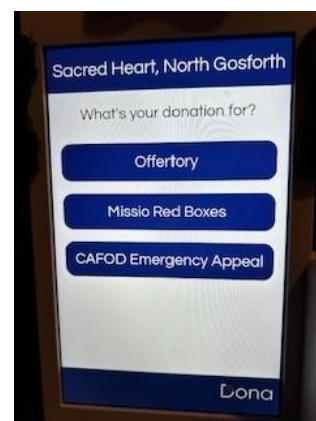 Sacred Heart, North Gosforth
What's your donation for?
Offertory
Missio Red Boxes
CAFOD Emergency Appeal
Dona